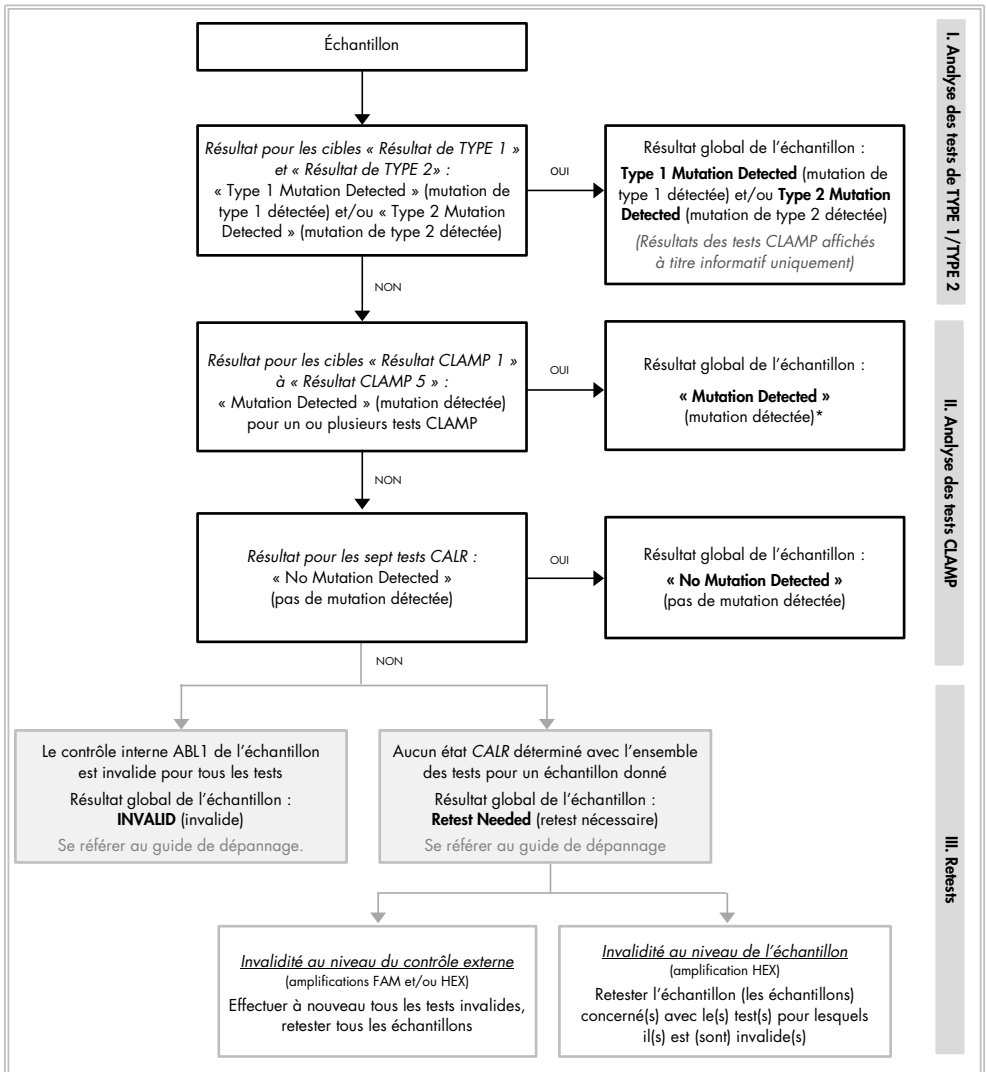 Échantillon
Résultat pour les cibles « Résultat de TYPE 1 »
et « Résultat de TYPE 2» :
« Type 1 Mutation Detected » (mutation de
type 1 détectée) et/ou « Type 2 Mutation
Detected » (mutation de type 2 détectée)
OUI
Résultat global de l’échantillon :
Type 1 Mutation Detected (mutation de
type 1 détectée) et/ou Type 2 Mutation
Detected (mutation de type 2 détectée)
(Résultats des tests CLAMP affichés
à titre informatif uniquement)
I. Analyse des tests de TYPE 1/TYPE 2
NON
Résultat pour les cibles « Résultat CLAMP 1 »
à « Résultat CLAMP 5 » :
« Mutation Detected » (mutation détectée)
pour un ou plusieurs tests CLAMP
OUI
Résultat global de l’échantillon :
« Mutation Detected »
(mutation détectée)*
II. Analyse des tests CLAMP
NON
Résultat pour les sept tests CALR :
« No Mutation Detected »
(pas de mutation détectée)
OUI
Résultat global de l’échantillon :
« No Mutation Detected »
(pas de mutation détectée)
NON
Le contrôle interne ABL1 de l’échantillon
est invalide pour tous les tests
Résultat global de l’échantillon :
INVALID (invalide)
Se référer au guide de dépannage.
Aucun état CALR déterminé avec l’ensemble
des tests pour un échantillon donné
Résultat global de l’échantillon :
Retest Needed (retest nécessaire)
Se référer au guide de dépannage
III. Retests
Invalidité au niveau du contrôle externe
(amplifications FAM et/ou HEX)
Effectuer à nouveau tous les tests invalides,
retester tous les échantillons
Invalidité au niveau de l’échantillon
(amplification HEX)
Retester l’échantillon (les échantillons)
concerné(s) avec le(s) test(s) pour lesquels
il(s) est (sont) invalide(s)